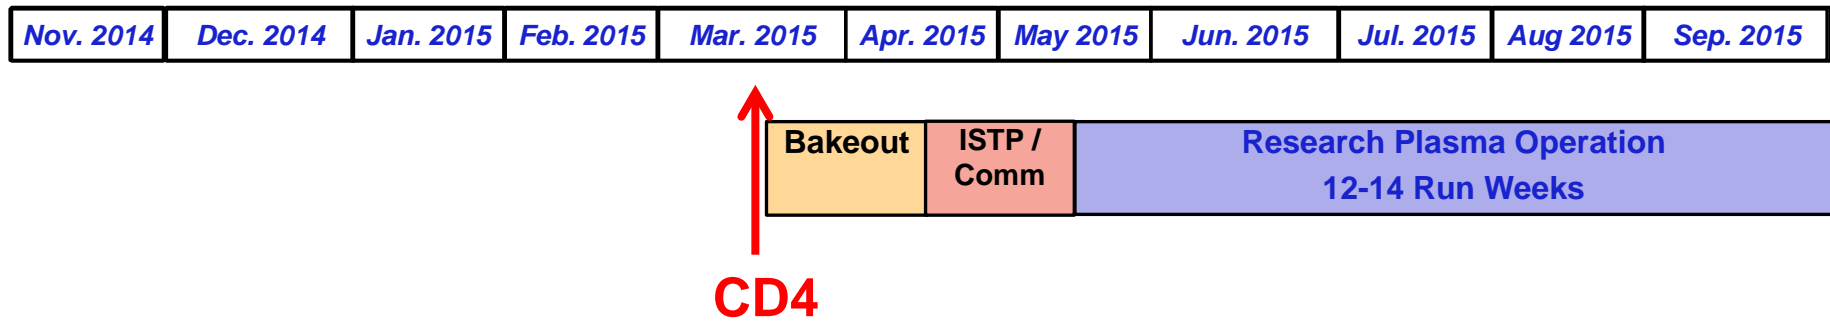 Nov. 2014 Dec. 2014 Jan. 2015 Feb. 2015 Mar. 2015 Apr. 2015 May 2015 Jun. 2015 Jul. 2015 Aug 2015 Sep. 2015
Bakeout
ISTP /
Comm
Research Plasma Operation
12-14 Run Weeks
CD4